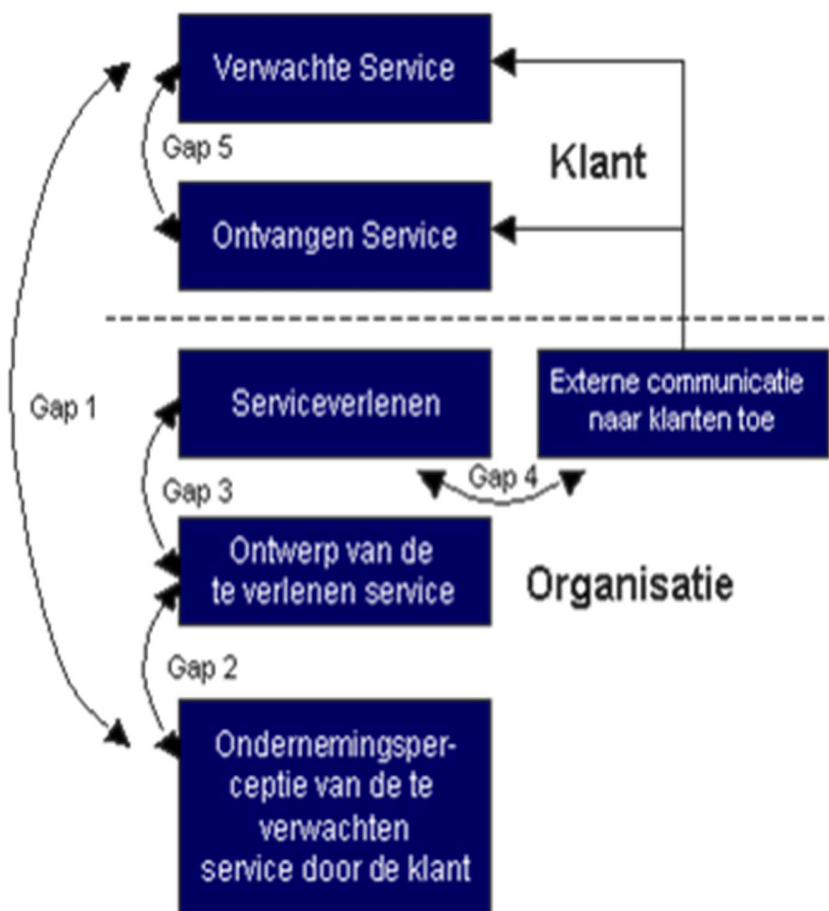 Verwachte Service
Gap 5
Klant
Ontvangen Service
Serviceverlenen
Externe communicatie
naar klanten toe
Gap 1
Gap 3
Gap 4
Ontwerp van de
te verlenen service
Organisatie
Gap 2
Ondernemingsper-
ceptie van de te
verwachten
service door de klant